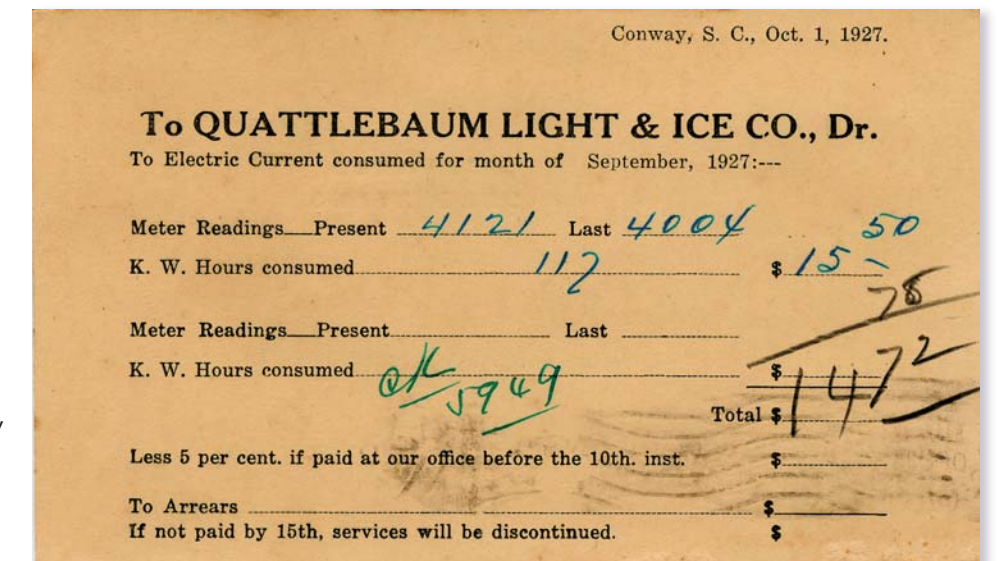 Conway, S. C., Oct. 1, 1927.
To QUATTLEBAUM LIGHT & ICE CO., Dr.
To Electric Current consumed for month of September, 1927:---
Meter Readings Present 4121 Last 4004 50
K. W. Hours consumed 117 $ 15 –
78
Meter Readings Present Last
K. W. Hours consumed $
OK 5949
Total $ 14 72
Less 5 per cent. if paid at our office before the 10th. inst. $
To Arrears $
If not paid by 15th, services will be discontinued. $